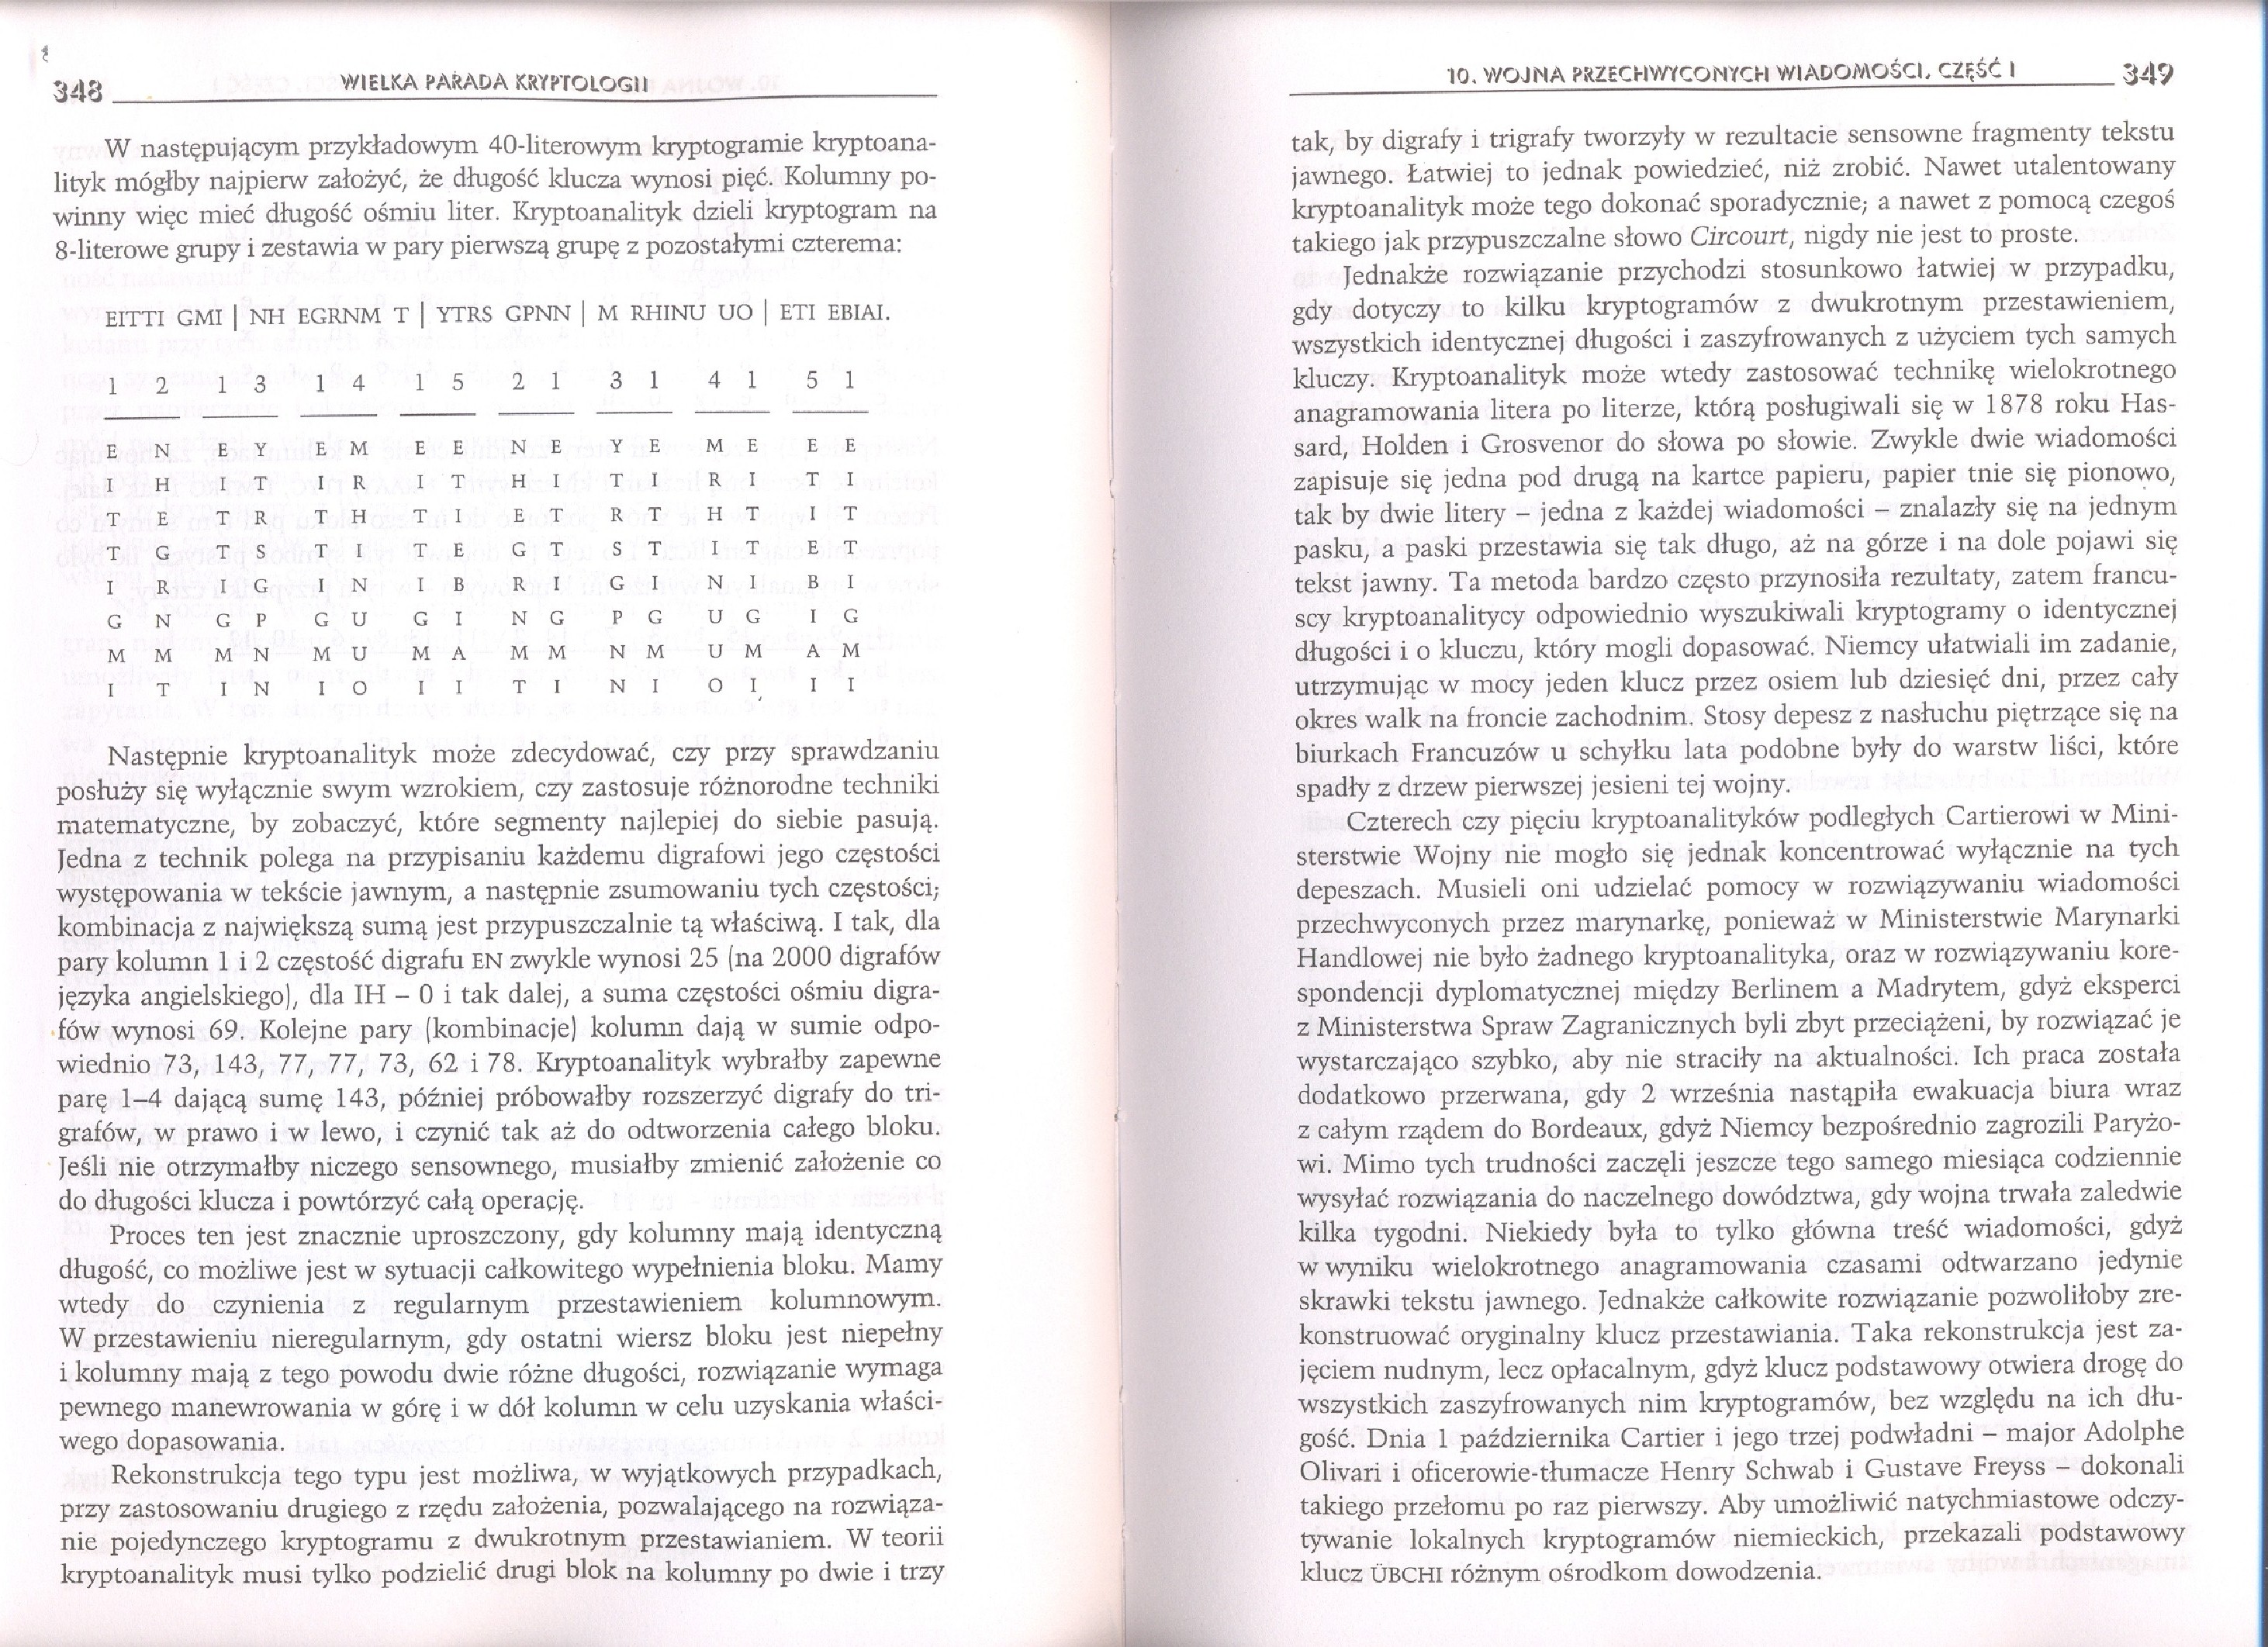 348 WIELKA PARADA KRYPTOLOGII
W następującym przykładowym 40-literowym kryptogramie kryptoana-
lityk mógłby najpierw założyć, że długość klucza wynosi pięć. Kolumny po-
winny więc mieć długość ośmiu liter. Kryptoanalityk dzieli kryptogram na
8-literowe grupy i zestawia w pary pierwszą grupę z pozostałymi czterema:
EITTI GMI | NH EGRNM T | YTRS GPNN | M RHINU UO | ETI EBIAI.
1 2 1 3 1 4 1 5 2 1 3 1 4 1 5 1
E N E Y E M E E N E Y E M E E E
I H I T I R I T H I T I R I T I
T E T R T H T I E T R T H T I T
T G T S T I T E G T S T I T E T
I R I G I N I B R I G I N I B I
G N G P G U G I N G P G U G I G
M M M N M U M A M M N M U M A M
I T I N I O I I T I N I O I I I
Następnie kryptoanalityk może zdecydować, czy przy sprawdzaniu
posłuży się wyłącznie swym wzrokiem, czy zastosuje różnorodne techniki
matematyczne, by zobaczyć, które segmenty najlepiej do siebie pasują.
Jedna z technik polega na przypisaniu każdemu digrafowi jego częstości
występowania w tekście jawnym, a następnie zsumowaniu tych częstości;
kombinacja z największą sumą jest przypuszczalnie tą właściwą. I tak, dla
pary kolumn 1 i 2 częstość digrafu EN zwykle wynosi 25 (na 2000 digrafów
języka angielskiego), dla IH – 0 i tak dalej, a suma częstości ośmiu digra-
fów wynosi 69. Kolejne pary (kombinacje) kolumn dają w sumie odpo-
wiednio 73, 143, 77, 77, 73, 62 i 78. Kryptoanalityk wybrałby zapewne
parę 1–4 dającą sumę 143, później próbowałby rozszerzyć digrafy do tri-
grafów, w prawo i w lewo, i czynić tak aż do odtworzenia całego bloku.
Jeśli nie otrzymałby niczego sensownego, musiałby zmienić założenie co
do długości klucza i powtórzyć całą operację.
Proces ten jest znacznie uproszczony, gdy kolumny mają identyczną
długość, co możliwe jest w sytuacji całkowitego wypełnienia bloku. Mamy
wtedy do czynienia z regularnym przestawieniem kolumnowym.
W przestawieniu nieregularnym, gdy ostatni wiersz bloku jest niepełny
i kolumny mają z tego powodu dwie różne długości, rozwiązanie wymaga
pewnego manewrowania w górę i w dół kolumn w celu uzyskania właści-
wego dopasowania.
Rekonstrukcja tego typu jest możliwa, w wyjątkowych przypadkach,
przy zastosowaniu drugiego z rzędu założenia, pozwalającego na rozwiąza-
nie pojedynczego kryptogramu z dwukrotnym przestawianiem. W teorii
kryptoanalityk musi tylko podzielić drugi blok na kolumny po dwie i trzy
10. WOJNA PRZECHWYCONYCH WIADOMOŚCI, CZĘŚĆ I 349
tak, by digrafy i trigrafy tworzyły w rezultacie sensowne fragmenty tekstu
jawnego. Łatwiej to jednak powiedzieć, niż zrobić. Nawet utalentowany
kryptoanalityk może tego dokonać sporadycznie; a nawet z pomocą czegoś
takiego jak przypuszczalne słowo Circourt, nigdy nie jest to proste.
Jednakże rozwiązanie przychodzi stosunkowo łatwiej w przypadku,
gdy dotyczy to kilku kryptogramów z dwukrotnym przestawieniem,
wszystkich identycznej długości i zaszyfrowanych z użyciem tych samych
kluczy. Kryptoanalityk może wtedy zastosować technikę wielokrotnego
anagramowania litera po literze, którą posługiwali się w 1878 roku Has-
sard, Holden i Grosvenor do słowa po słowie. Zwykle dwie wiadomości
zapisuje się jedna pod drugą na kartce papieru, papier tnie się pionowo,
tak by dwie litery – jedna z każdej wiadomości – znalazły się na jednym
pasku, a paski przestawia się tak długo, aż na górze i na dole pojawi się
tekst jawny. Ta metoda bardzo często przynosiła rezultaty, zatem francu-
scy kryptoanalitycy odpowiednio wyszukiwali kryptogramy o identycznej
długości i o kluczu, który mogli dopasować. Niemcy ułatwiali im zadanie,
utrzymując w mocy jeden klucz przez osiem lub dziesięć dni, przez cały
okres walk na froncie zachodnim. Stosy depesz z nasłuchu piętrzące się na
biurkach Francuzów u schyłku lata podobne były do warstw liści, które
spadły z drzew pierwszej jesieni tej wojny.
Czterech czy pięciu kryptoanalityków podległych Cartierowi w Mini-
sterstwie Wojny nie mogło się jednak koncentrować wyłącznie na tych
depeszach. Musieli oni udzielać pomocy w rozwiązywaniu wiadomości
przechwyconych przez marynarkę, ponieważ w Ministerstwie Marynarki
Handlowej nie było żadnego kryptoanalityka, oraz w rozwiązywaniu kore-
spondencji dyplomatycznej między Berlinem a Madrytem, gdyż eksperci
z Ministerstwa Spraw Zagranicznych byli zbyt przeciążeni, by rozwiązać je
wystarczająco szybko, aby nie straciły na aktualności. Ich praca została
dodatkowo przerwana, gdy 2 września nastąpiła ewakuacja biura wraz
z całym rządem do Bordeaux, gdyż Niemcy bezpośrednio zagrozili Paryżo-
wi. Mimo tych trudności zaczęli jeszcze tego samego miesiąca codziennie
wysyłać rozwiązania do naczelnego dowództwa, gdy wojna trwała zaledwie
kilka tygodni. Niekiedy była to tylko główna treść wiadomości, gdyż
w wyniku wielokrotnego anagramowania czasami odtwarzano jedynie
skrawki tekstu jawnego. Jednakże całkowite rozwiązanie pozwoliłoby zre-
konstruować oryginalny klucz przestawiania. Taka rekonstrukcja jest za-
jęciem nudnym, lecz opłacalnym, gdyż klucz podstawowy otwiera drogę do
wszystkich zaszyfrowanych nim kryptogramów, bez względu na ich dłu-
gość. Dnia 1 października Cartier i jego trzej podwładni – major Adolphe
Olivari i oficerowie-tłumacze Henry Schwab i Gustave Freyss – dokonali
takiego przełomu po raz pierwszy. Aby umożliwić natychmiastowe odczy-
tywanie lokalnych kryptogramów niemieckich, przekazali podstawowy
klucz ÜBCHI różnym ośrodkom dowodzenia.